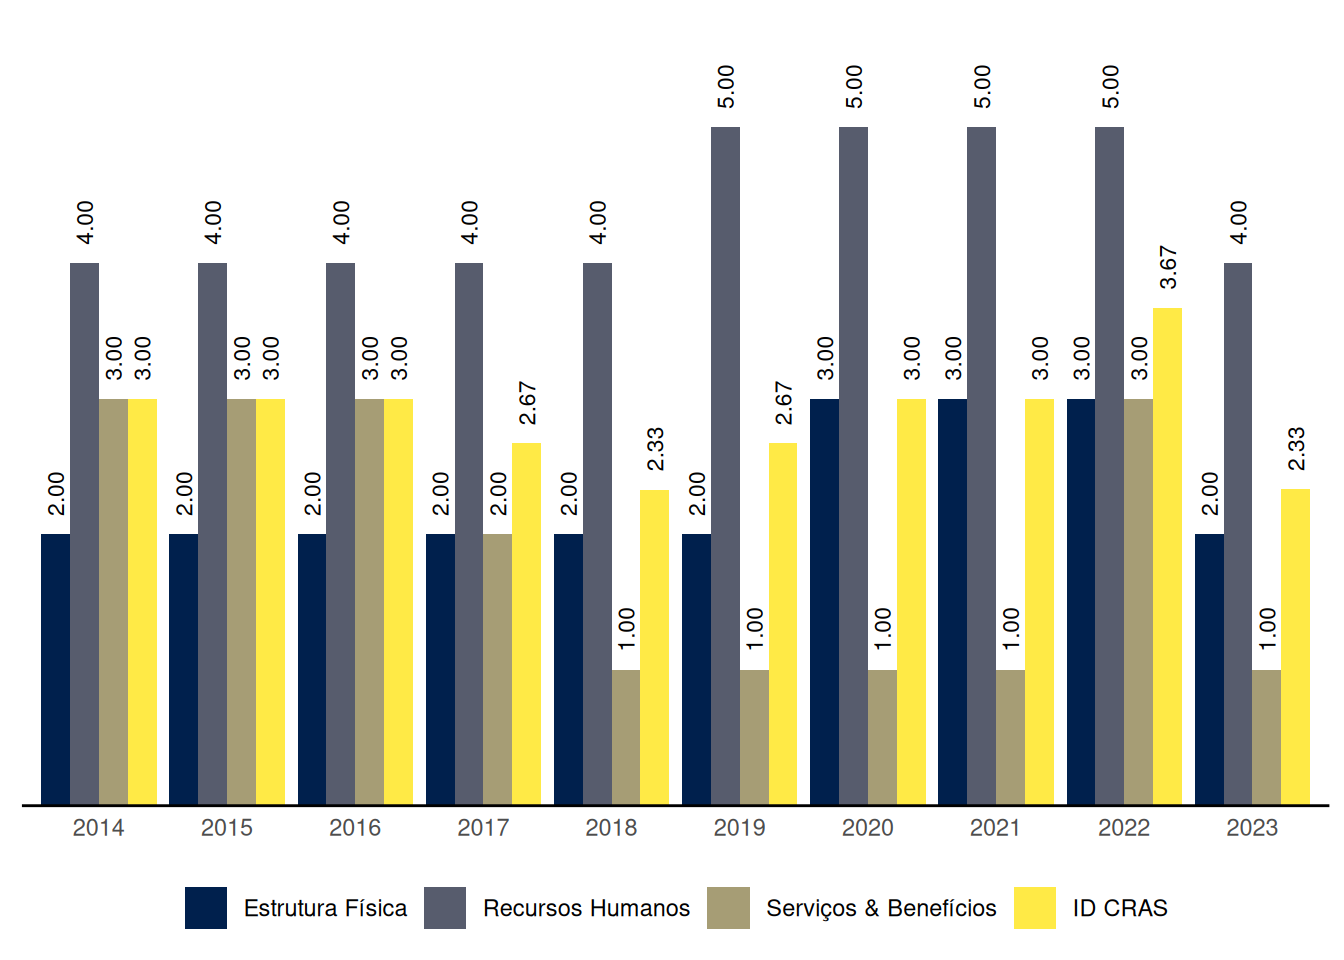 5.00 5.00 5.00 5.00
4.00 4.00 4.00 4.00 4.00 4.00
3.67
3.00 3.00 3.00 3.00 3.00 3.00 3.00 3.00 3.00 3.00 3.00 3.00
2.67 2.67
2.33 2.33
2.00 2.00 2.00 2.00 2.00 2.00 2.00 2.00
1.00 1.00 1.00 1.00 1.00
2014 2015 2016 2017 2018 2019 2020 2021 2022 2023
Estrutura Física Recursos Humanos Serviços & Benefícios ID CRAS